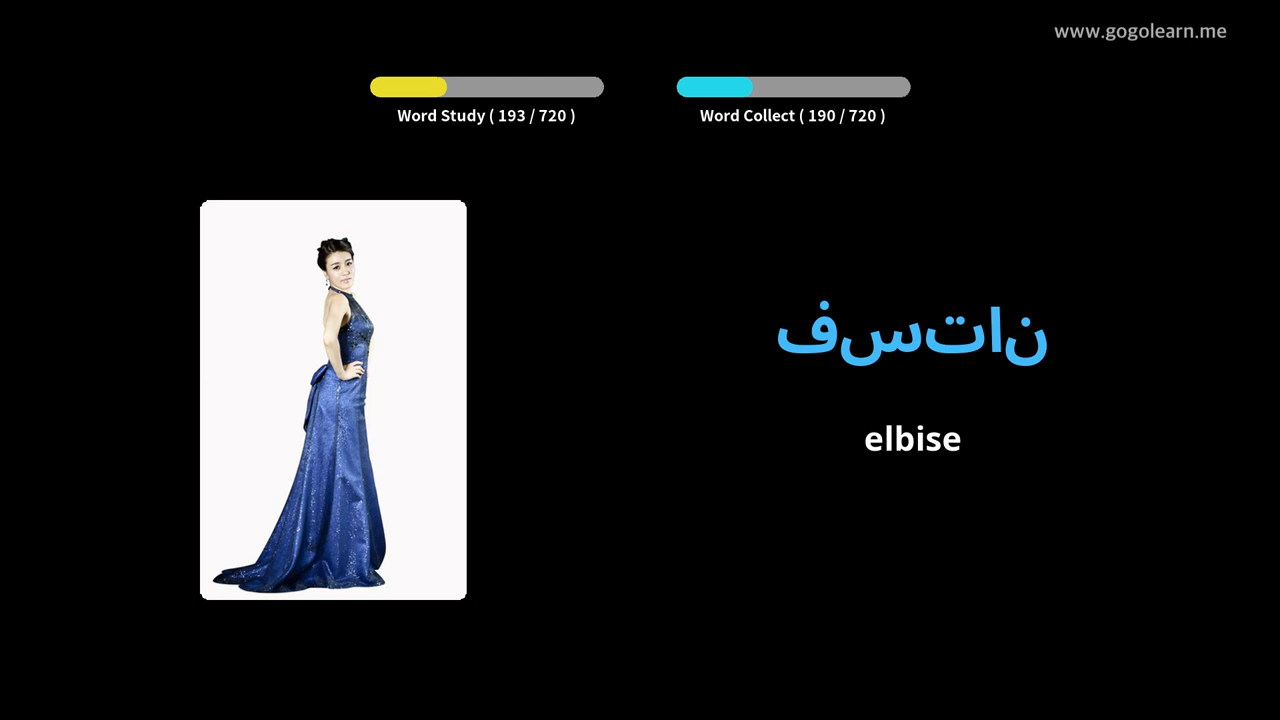 www.gogolearn.me
Word Study ( 193 / 720 )
Word Collect ( 190 / 720 )
فستان
elbise